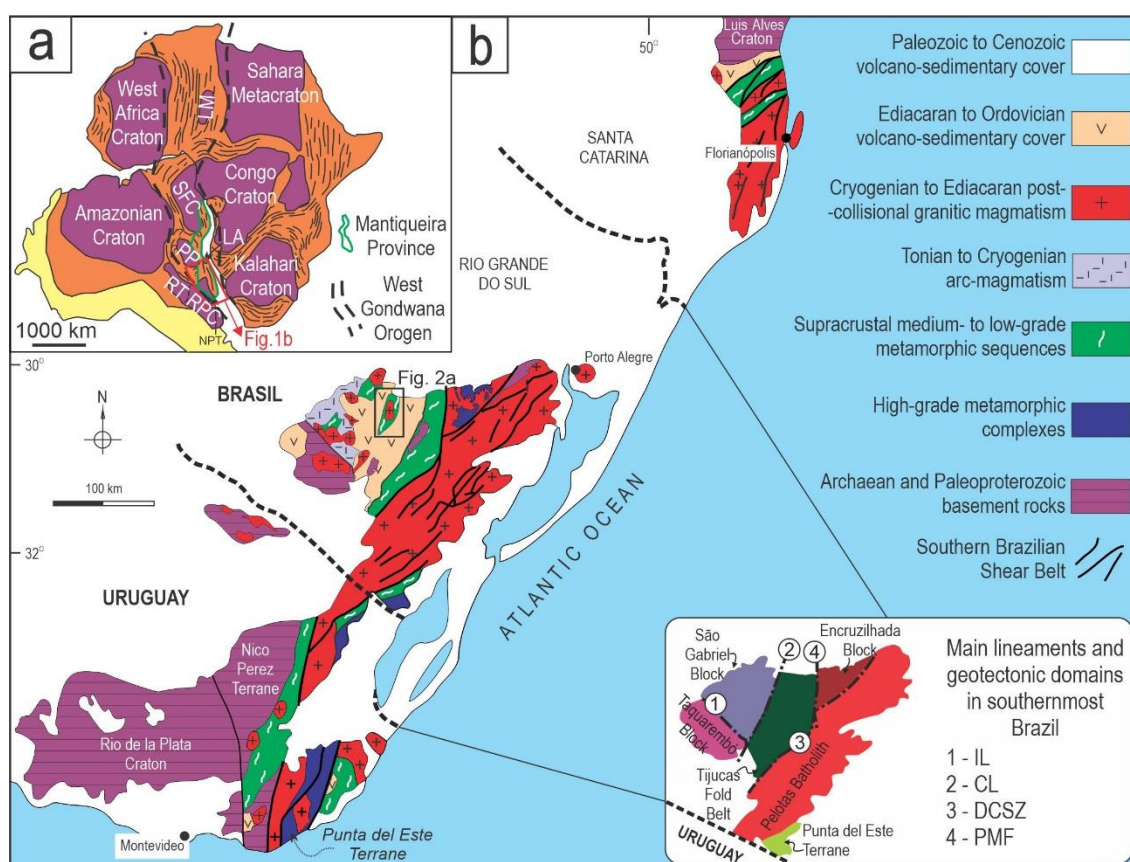 a
West
Africa
Craton
LM
Sahara
Metacraton
SFC
Congo
Craton
Amazonian
Craton
LA
PP
Kalahari
Craton
RT
RPC
NPT
Fig.1b
1000 km
Mantiqueira
Province
West
Gondwana
Orogen
b
50°
Luis Alves
Craton
SANTA
CATARINA
Florianópolis
RIO GRANDE
DO SUL
30°
BRASIL
Fig. 2a
Porto Alegre
N
100 km
32°
URUGUAY
ATLANTIC OCEAN
Nico
Perez
Terrane
Rio de la Plata
Craton
Montevideo
Punta del Este
Terrane
Paleozoic to Cenozoic
volcano-sedimentary cover
Ediacaran to Ordovician
volcano-sedimentary cover
Cryogenian to Ediacaran post-
-collisional granitic magmatism
Tonian to Cryogenian
arc-magmatism
Supracrustal medium- to low-grade
metamorphic sequences
High-grade metamorphic
complexes
Archaean and Paleoproterozoic
basement rocks
Southern Brazilian
Shear Belt
São
Gabriel
Block
2
4
Encruzilhada
Block
1
Taquarembó
Block
3
Tijucas
Fold
Belt
Pelotas Batholith
Punta del Este
Terrane
URUGUAY
Main lineaments and
geotectonic domains
in southernmost
Brazil
1 - IL
2 - CL
3 - DCSZ
4 - PMF